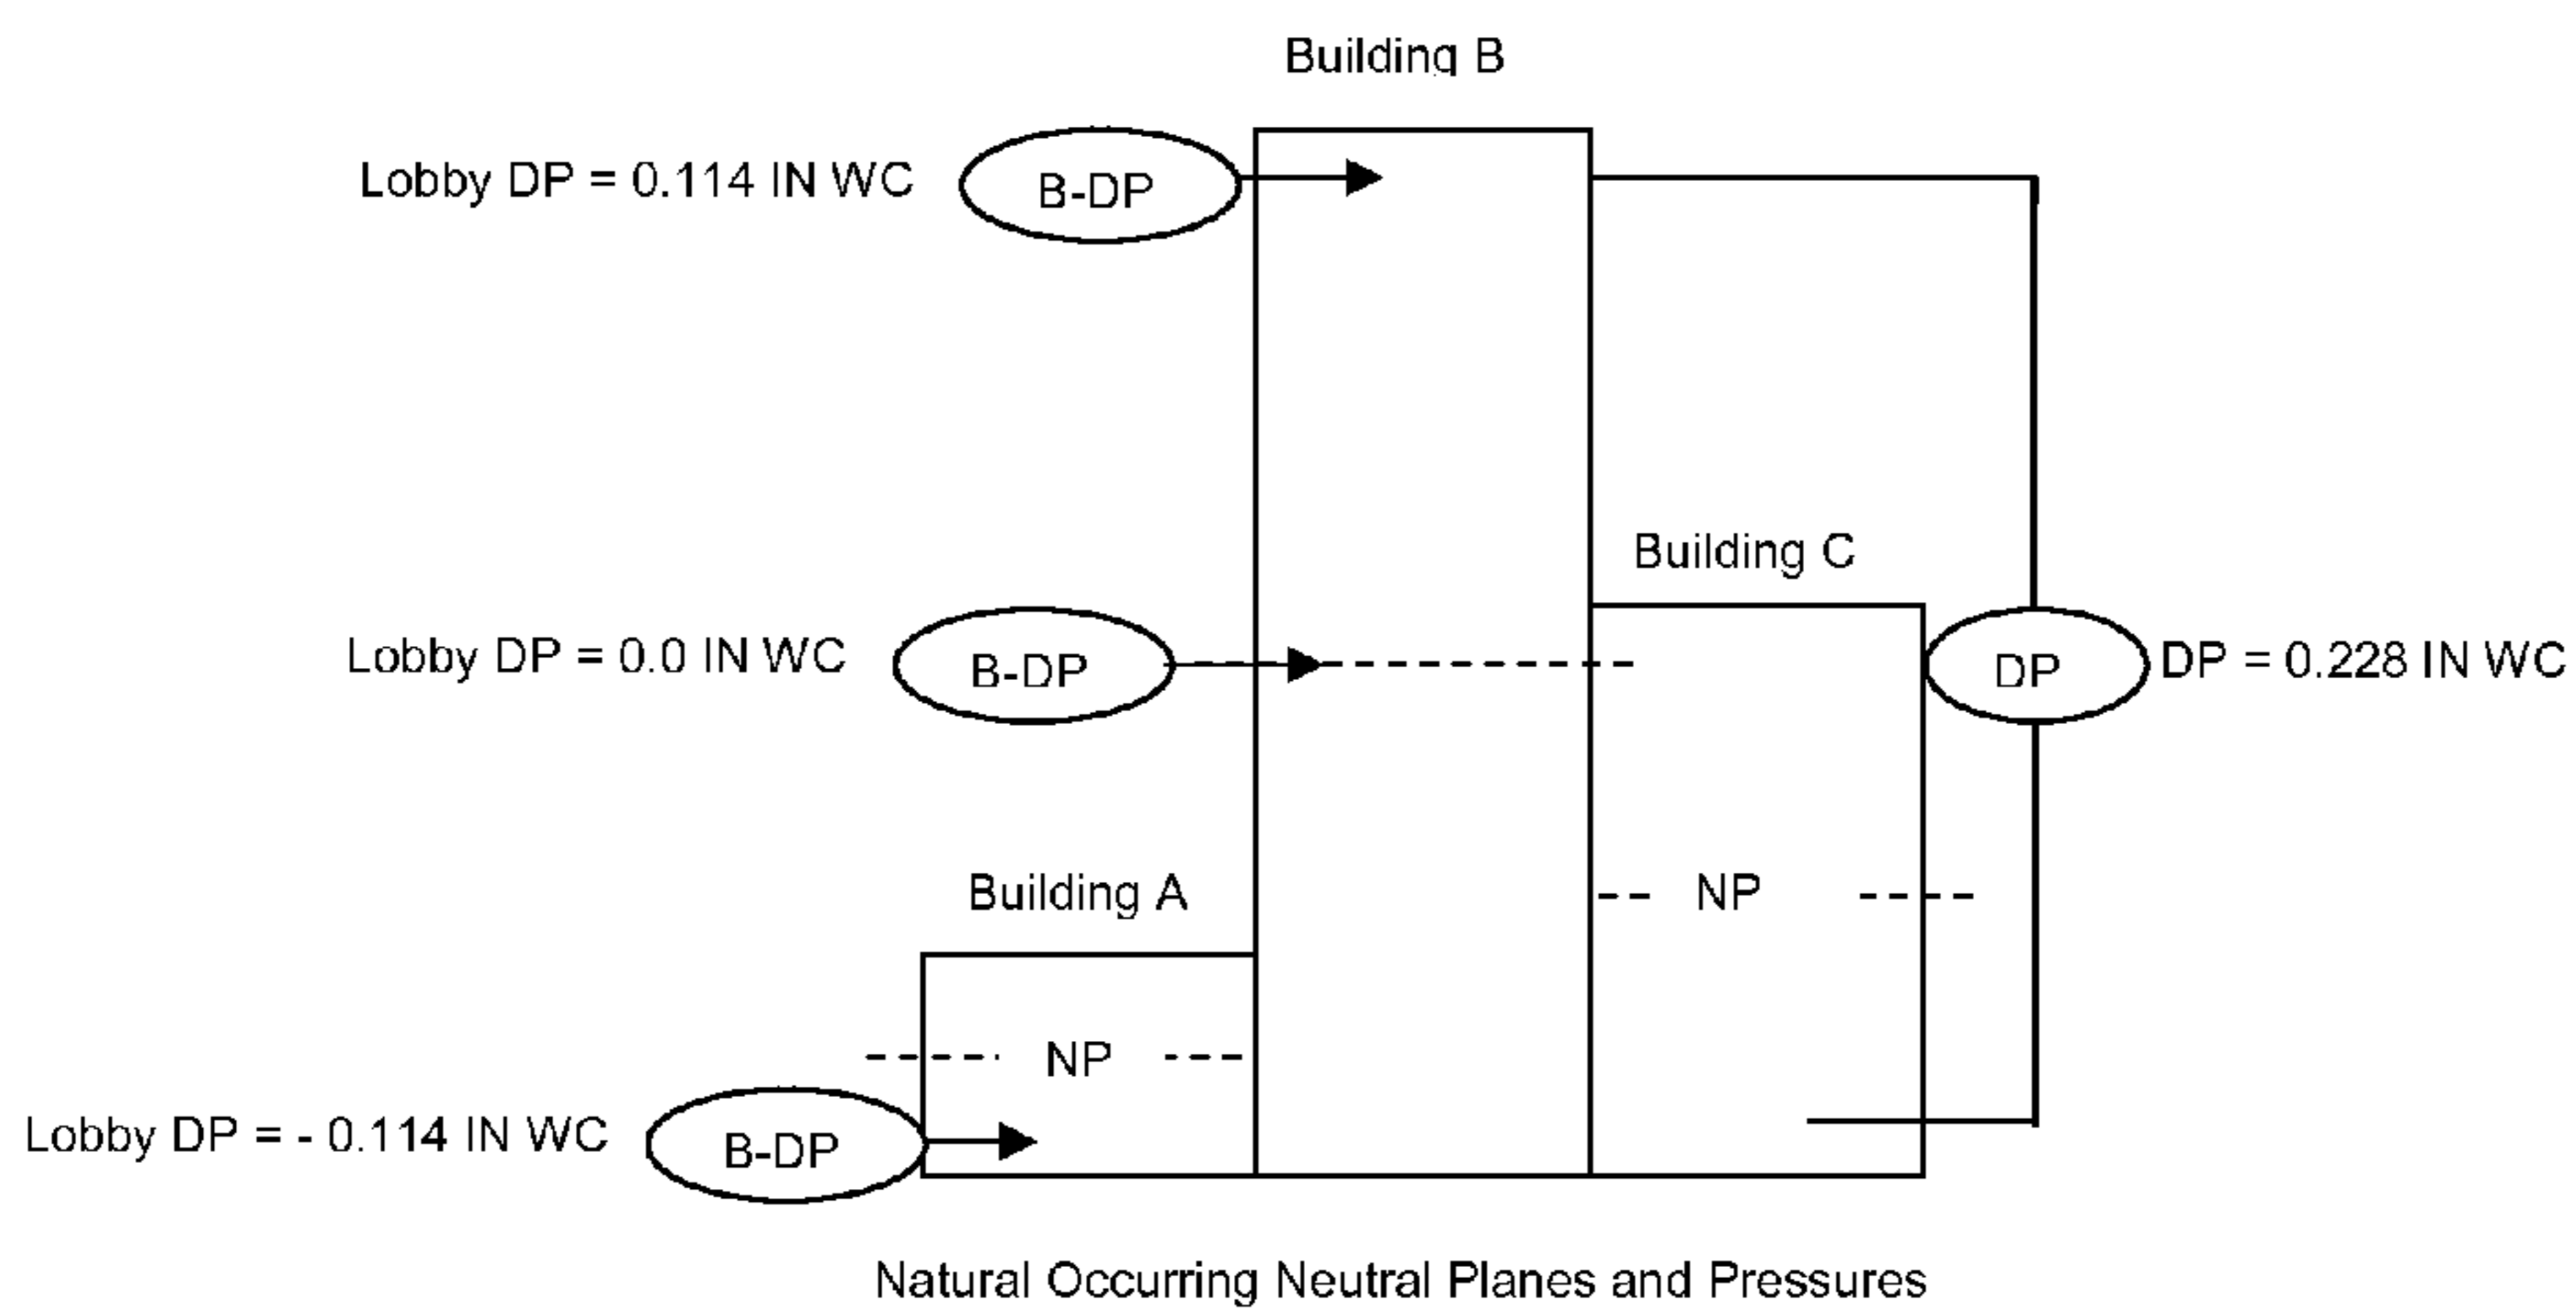 Building B
Lobby DP = 0.114 IN WC
B-DP
Building C
Lobby DP = 0.0 IN WC
B-DP
DP
DP = 0.228 IN WC
Building A
NP
NP
Lobby DP = - 0.114 IN WC
B-DP
Natural Occurring Neutral Planes and Pressures